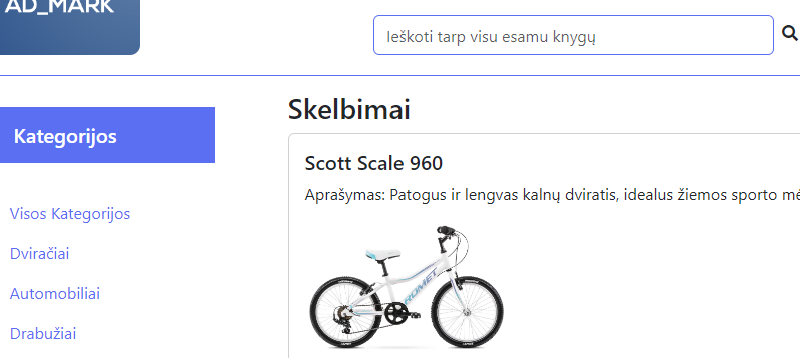 AD_MARK
Ieškoti tarp visu esamu knygų
Kategorijos
Visos Kategorijos
Dviračiai
Automobiliai
Drabužiai
Skelbimai
Scott Scale 960
Aprašymas: Patogus ir lengvas kalnų dviratis, idealus žiemos sporto
ROMET